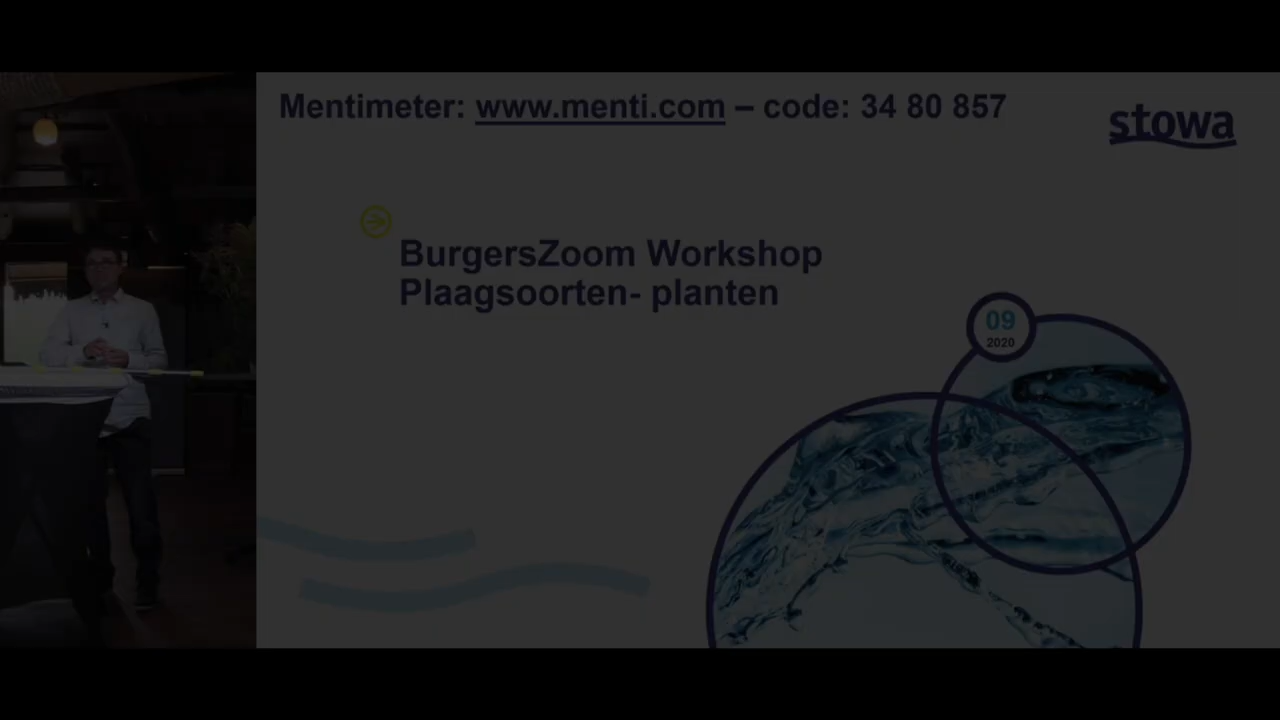 Mentimeter: www.menti.com – code: 34 80 857
stowa
BurgersZoom Workshop
Plaagsoorten- planten
09
2020